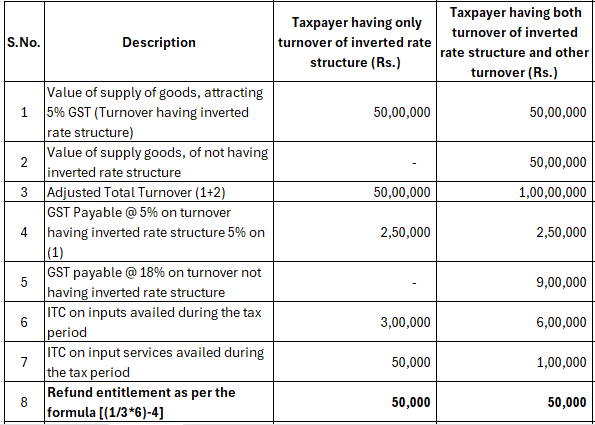 S.No.
Description
Taxpayer having only
turnover of inverted rate
structure (Rs.)
Taxpayer having both
turnover of inverted
rate structure and other
turnover (Rs.)
1
Value of supply of goods, attracting
5% GST (Turnover having inverted
rate structure)
50,00,000
50,00,000
2
Value of supply goods, of not having
inverted rate structure
-
50,00,000
3
Adjusted Total Turnover (1+2)
50,00,000
1,00,00,000
4
GST Payable @ 5% on turnover
having inverted rate structure 5% on
(1)
2,50,000
2,50,000
5
GST payable @ 18% on turnover not
having inverted rate structure
-
9,00,000
6
ITC on inputs availed during the tax
period
3,00,000
6,00,000
7
ITC on input services availed during
the tax period
50,000
1,00,000
8
Refund entitlement as per the
formula [(1/3*6)-4]
50,000
50,000